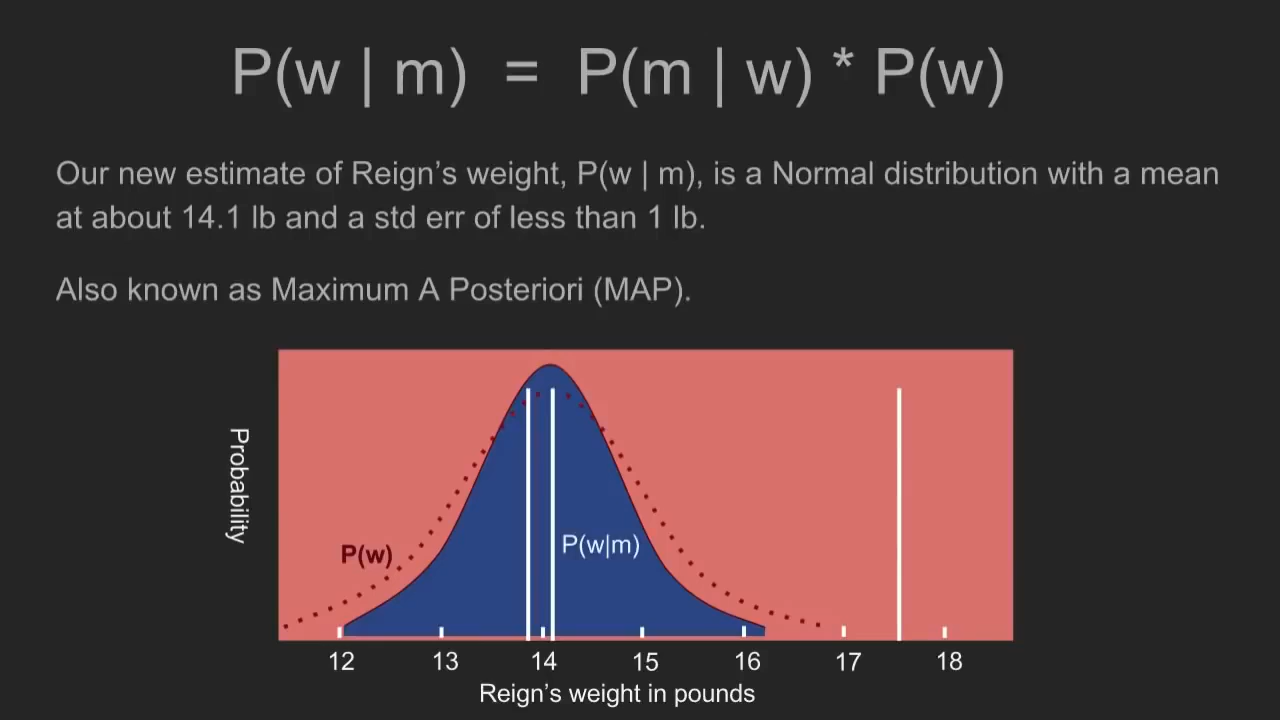 P(w | m) = P(m | w) * P(w)
Our new estimate of Reign’s weight, P(w | m), is a Normal distribution with a mean
at about 14.1 lb and a std err of less than 1 lb.
Also known as Maximum A Posteriori (MAP).
Probability
P(w)
P(w|m)
12 13 14 15 16 17 18
Reign’s weight in pounds